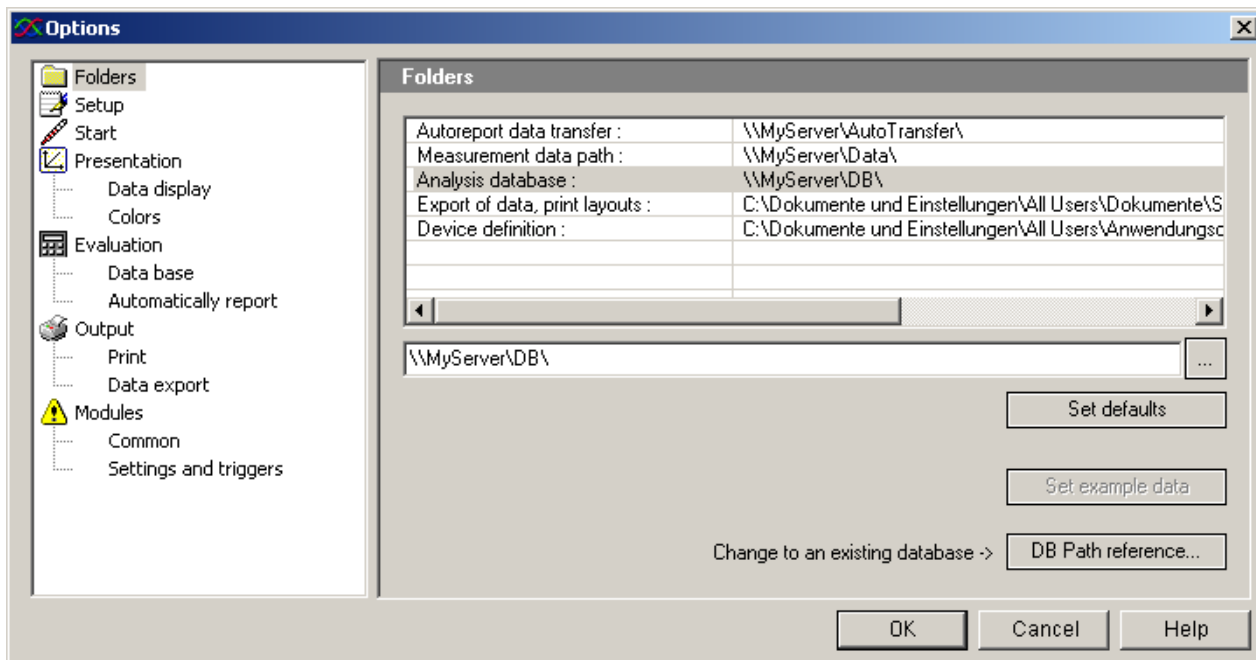 Options
Folders
Setup
Start
Presentation
Data display
Colors
Evaluation
Data base
Automatically report
Output
Print
Data export
Modules
Common
Settings and triggers
Folders
Autoreport data transfer : \\MyServer\AutoTransfer\
Measurement data path : \\MyServer\Data\
Analysis database : \\MyServer\DB\
Export of data, print layouts : C:\Dokumente und Einstellungen\All Users\Dokumente\S
Device definition : C:\Dokumente und Einstellungen\All Users\Anwendungsd
\\MyServer\DB\
...
Set defaults
Set example data
Change to an existing database -> DB Path reference...
OK Cancel Help